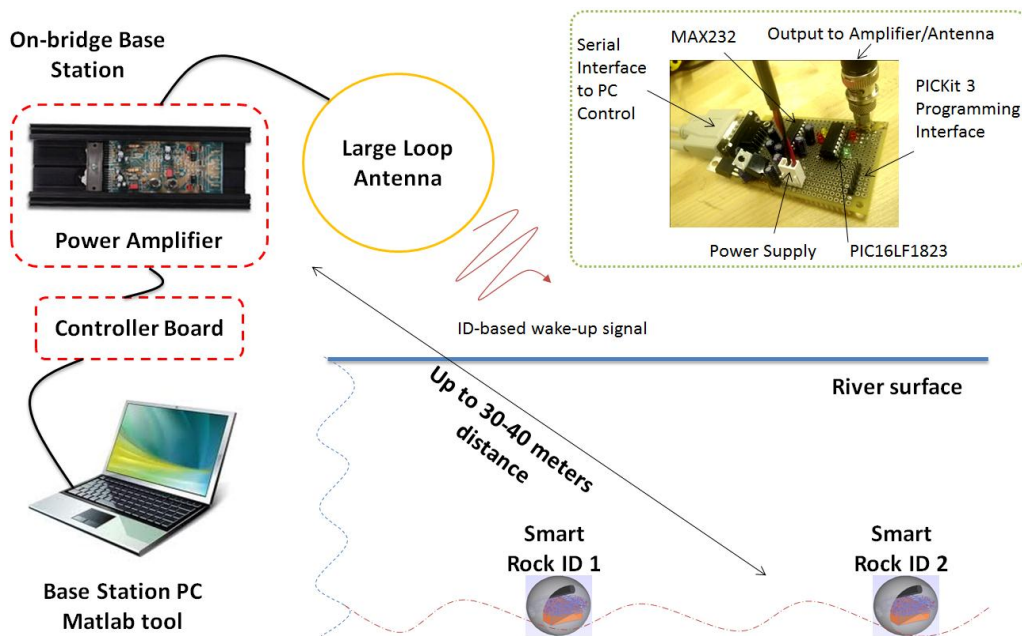 On-bridge Base
Station
Power Amplifier
Controller Board
Base Station PC
Matlab tool
Large Loop
Antenna
ID-based wake-up signal
Up to 30-40 meters
distance
River surface
Smart
Rock ID 1
Smart
Rock ID 2
Serial
Interface
to PC
Control
MAX232
Output to Amplifier/Antenna
PICKit 3
Programming
Interface
Power Supply
PIC16LF1823